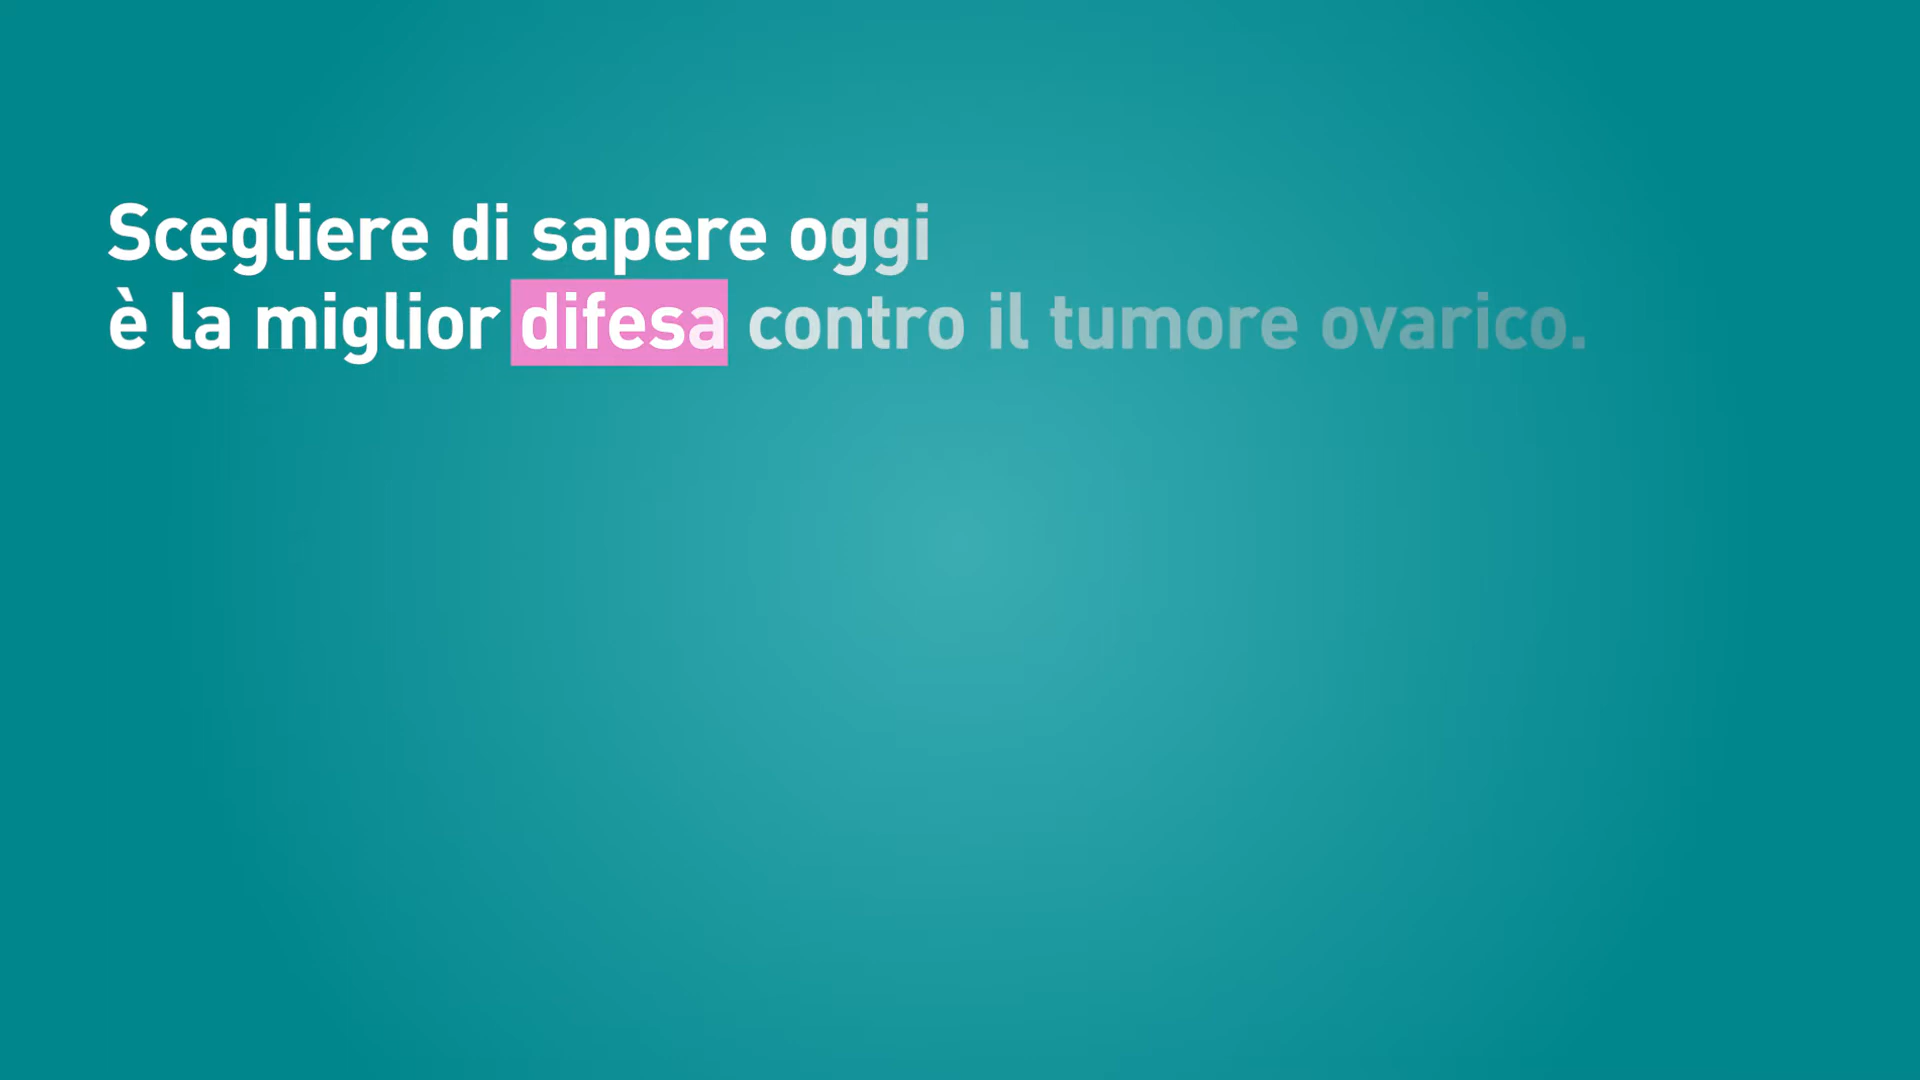 Scegliere di sapere oggi
è la miglior difesa contro il tumore ovarico.